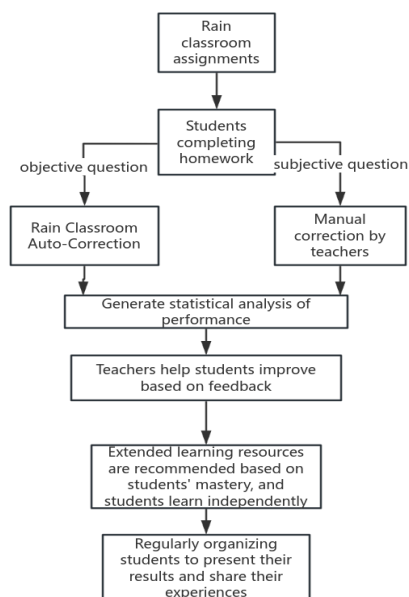 Rain
classroom
assignments
Students
completing
homework
objective question
subjective question
Rain Classroom
Auto-Correction
Manual
correction by
teachers
Generate statistical analysis of
performance
Teachers help students improve
based on feedback
Extended learning resources
are recommended based on
students' mastery, and
students learn independently
Regularly organizing
students to present their
results and share their
experiences